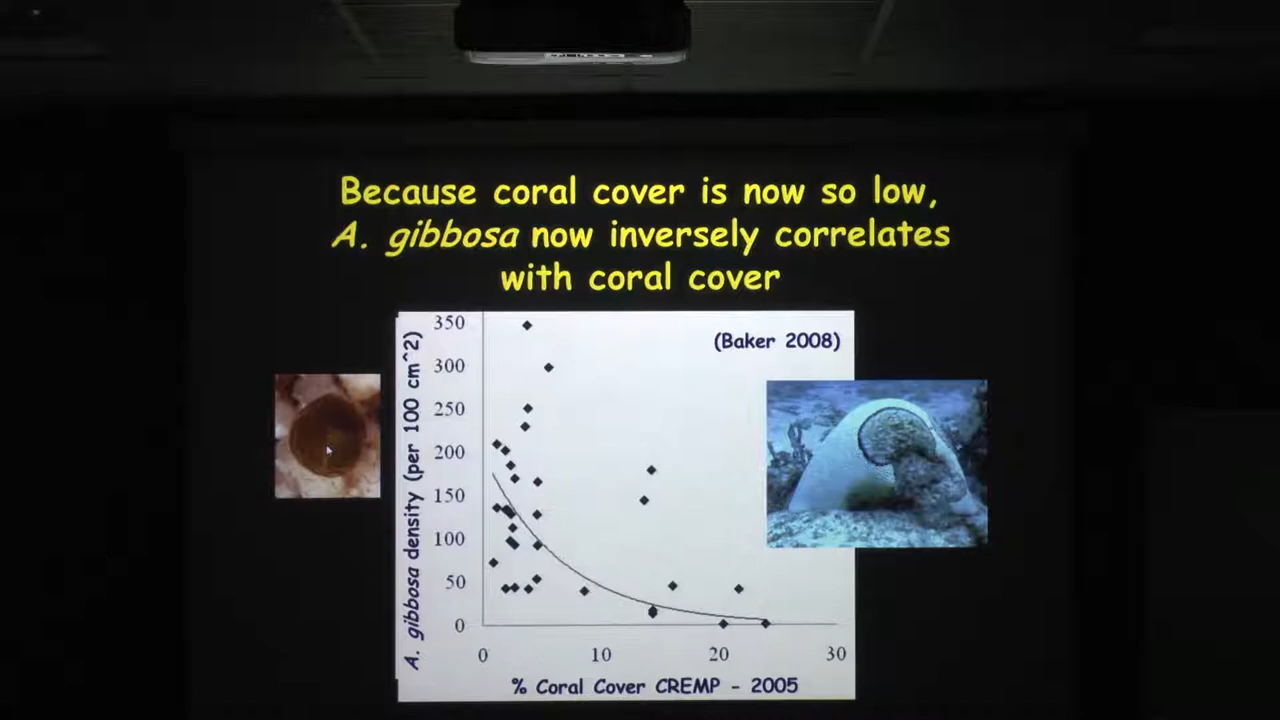 Because coral cover is now so low,
A. gibbosa now inversely correlates
with coral cover
(Baker 2008)
A. gibbosa density (per 100 cm^2)
350
300
250
200
150
100
50
0
0 10 20 30
% Coral Cover CREMP - 2005